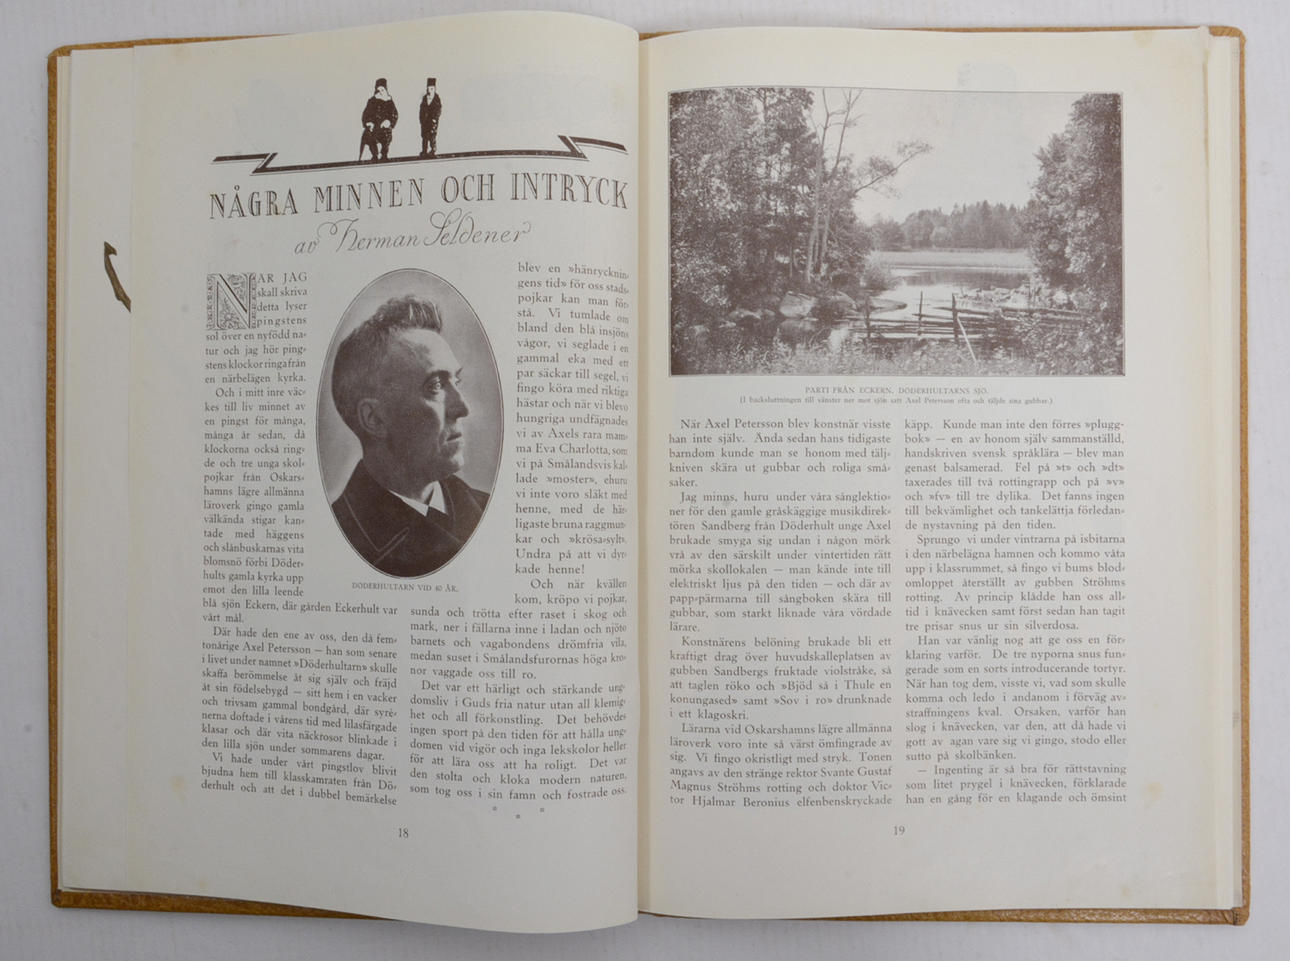 NÅGRA MINNEN OCH INTRYCK
av Herman Seldener
NÄR JAG
skall skriva
detta lyser
pingstens
sol över en nyfödd na-
tur och jag hör ping-
stens klockor ringa från
en närbelägen kyrka.
Och i mitt inre väc-
kes till liv minnet av
en pingst för många,
många år sedan, då
klockorna också ring-
de och tre unga skol-
pojkar från Oskars-
hamns lägre allmänna
läroverk gingo gamla
välkända stigar kan-
tade med häggens
och slånbuskarnas vita
blomsnö förbi Döder-
hults gamla kyrka upp
emot den lilla leende
blå sjön Eckern, där gården Eckerhult var
vårt mål.
Där hade den ene av oss, den då fem-
tonårige Axel Petersson — han som senare
i livet under namnet »Döderhultarn» skulle
skaffa berömmelse åt sig själv och fräjd
åt sin födelsebygd — sitt hem i en vacker
och trivsam gammal bondgård, där syre-
nerna doftade i vårens tid med lilasfärgade
klasar och där vita näckrosor blinkade i
den lilla sjön under sommarens dagar.
Vi hade under vårt pingstlov blivit
bjudna hem till klasskamraten från Dö-
derhult och att det i dubbel bemärkelse
DÖDERHULTARN VID 40 ÅR.
blev en »hänrycknin-
gens tid» för oss stads-
pojkar kan man för-
stå. Vi tumlade om
bland den blå insjöns
vågor, vi seglade i en
gammal eka med ett
par säckar till segel, vi
fingo köra med riktiga
hästar och när vi blevo
hungriga undfägnades
vi av Axels rara mam-
ma Eva Charlotta, som
vi på Smålandsvis kal-
lade »moster», ehuru
vi inte voro släkt med
henne, med de här-
ligaste bruna raggmun-
kar och »krösa-sylt».
Undra på att vi dyr-
kade henne!
Och när kvällen
kom, kröpo vi pojkar,
sunda och trötta efter raset i skog och
mark, ner i fällarna inne i ladan och njöto
barnets och vagabondens drömfria vila,
medan suset i Smålandsfurornas höga kro-
nor vaggade oss till ro.
Det var ett härligt och stärkande ung-
domsliv i Guds fria natur utan all klemig-
het och all förkonstling. Det behövdes
ingen sport på den tiden för att hålla ung-
domen vid vigör och inga lekskolor heller
för att lära oss att ha roligt. Det var
den stolta och kloka modern naturen,
som tog oss i sin famn och fostrade oss.
18
PARTI FRÅN ECKERN, DÖDERHULTARNS SJÖ.
(I backsluttningen till vänster ner mot sjön satt Axel Petersson ofta och täljde sina gubbar.)
När Axel Petersson blev konstnär visste
han inte själv. Ända sedan hans tidigaste
barndom kunde man se honom med tälj-
kniven skära ut gubbar och roliga små-
saker.
Jag minns, huru under våra sånglektio-
ner för den gamle gråskäggige musikdirek-
tören Sandberg från Döderhult unge Axel
brukade smyga sig undan i någon mörk
vrå av den särskilt under vintertiden rätt
mörka skollokalen — man kände inte till
elektriskt ljus på den tiden — och där av
papp-pärmarna till sångboken skära till
gubbar, som starkt liknade våra vördade
lärare.
Konstnärens belöning brukade bli ett
kraftigt drag över huvudskalleplatsen av
gubben Sandbergs fruktade violstråke, så
att taglen röko och »Bjöd så i Thule en
konungased» samt »Sov i ro» drunknade
i ett klagoskri.
Lärarna vid Oskarshamns lägre allmänna
läroverk voro inte så värst ömfingrade av
sig. Vi fingo okristligt med stryk. Tonen
angavs av den stränge rektor Svante Gustaf
Magnus Ströhms rotting och doktor Vic-
tor Hjalmar Beronius elfenbenskryckade
käpp. Kunde man inte den förres »plugg-
bok» — en av honom själv sammanställd,
handskriven svensk språklära — blev man
genast balsamerad. Fel på »t» och »dt»
taxerades till två rottingrapp och på »v»
och »fv» till tre dylika. Det fanns ingen
till bekvämlighet och tankelättja förledan-
de nystavning på den tiden.
Sprungo vi under vintrarna på isbitarna
i den närbelägna hamnen och kommo våta
upp i klassrummet, så fingo vi bums blod-
omloppet återställt av gubben Ströhms
rotting. Av princip klådde han oss all-
tid i knävecken samt först sedan han tagit
tre prisar snus ur sin silverdosa.
Han var vänlig nog att ge oss en för-
klaring varför. De tre nyporna snus fun-
gerade som en sorts introducerande tortyr.
När han tog dem, visste vi, vad som skulle
komma och ledo i andanom i förväg av-
straffningens kval. Orsaken, varför han
slog i knävecken, var den, att då hade vi
gott av agan vare sig vi gingo, stodo eller
sutto på skolbänken.
— Ingenting är så bra för rättstavning
som litet prygel i knävecken, förklarade
han en gång för en klagande och ömsint
19